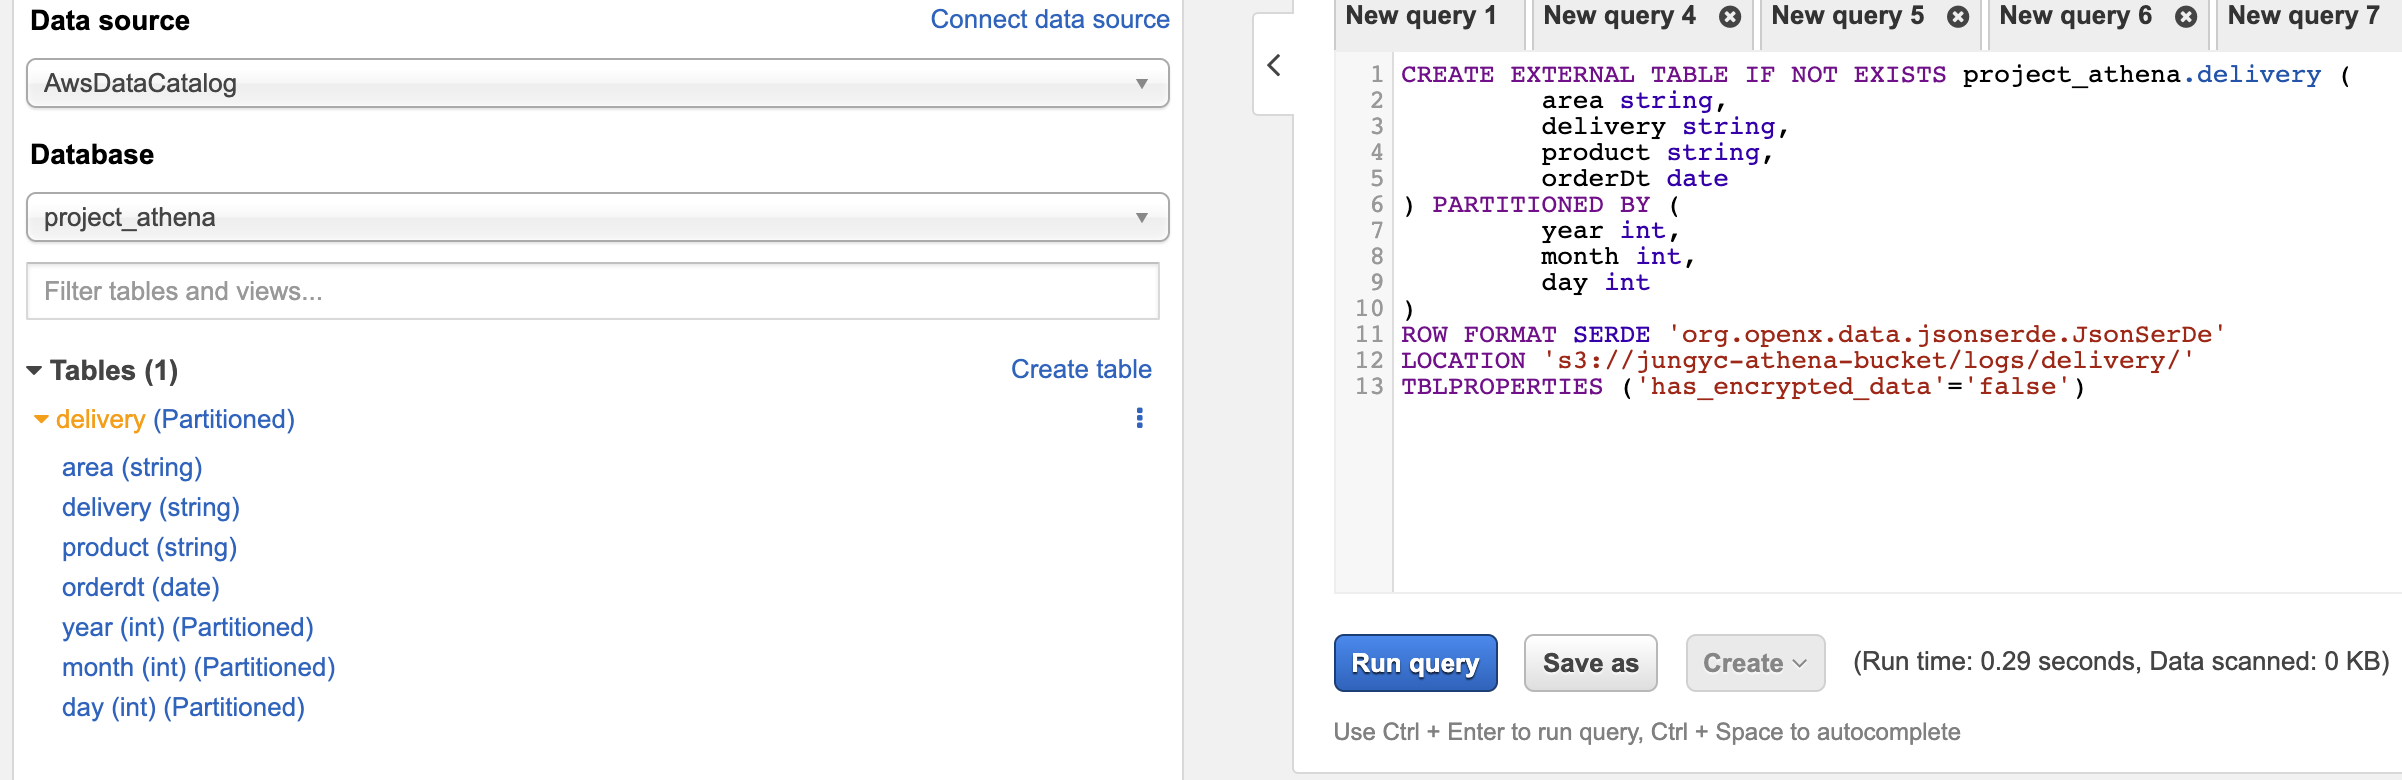 Data source
Connect data source
AwsDataCatalog
Database
project_athena
Filter tables and views...
Tables (1)
Create table
delivery (Partitioned)
area (string)
delivery (string)
product (string)
orderdt (date)
year (int) (Partitioned)
month (int) (Partitioned)
day (int) (Partitioned)
New query 1
New query 4
New query 5
New query 6
New query 7
1 CREATE EXTERNAL TABLE IF NOT EXISTS project_athena.delivery (
2 area string,
3 delivery string,
4 product string,
5 orderDt date
6 ) PARTITIONED BY (
7 year int,
8 month int,
9 day int
10 )
11 ROW FORMAT SERDE 'org.openx.data.jsonserde.JsonSerDe'
12 LOCATION 's3://jungyc-athena-bucket/logs/delivery/'
13 TBLPROPERTIES ('has_encrypted_data'='false')
Run query
Save as
Create
(Run time: 0.29 seconds, Data scanned: 0 KB)
Use Ctrl + Enter to run query, Ctrl + Space to autocomplete